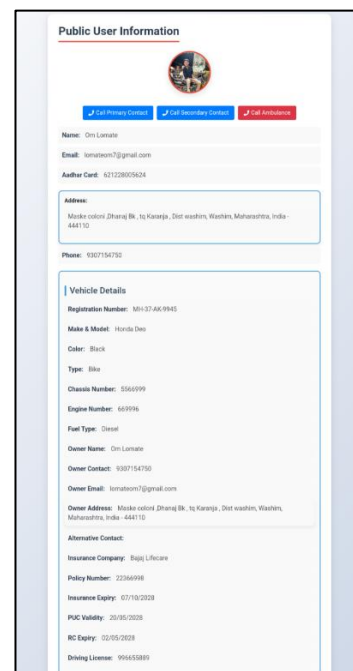 Public User Information
Call Primary Contact
Call Secondary Contact
Call Ambulance
Name: Om Lomate
Email: lomateom7@gmail.com
Aadhar Card: 621228005624
Address:
Maske coloni ,Dhanaj Bk , tq Karanja , Dist washim, Washim, Maharashtra, India -
444110
Phone: 9307154750
Vehicle Details
Registration Number: MH-37-AK-9945
Make & Model: Honda Deo
Color: Black
Type: Bike
Chassis Number: 5566999
Engine Number: 669996
Fuel Type: Diesel
Owner Name: Om Lomate
Owner Contact: 9307154750
Owner Email: lomateom7@gmail.com
Owner Address: Maske coloni ,Dhanaj Bk , tq Karanja , Dist washim, Washim,
Maharashtra, India - 444110
Alternative Contact:
Insurance Company: Bajaj Lifecare
Policy Number: 22366998
Insurance Expiry: 07/10/2028
PUC Validity: 20/05/2028
RC Expiry: 02/05/2028
Driving License: 996655889